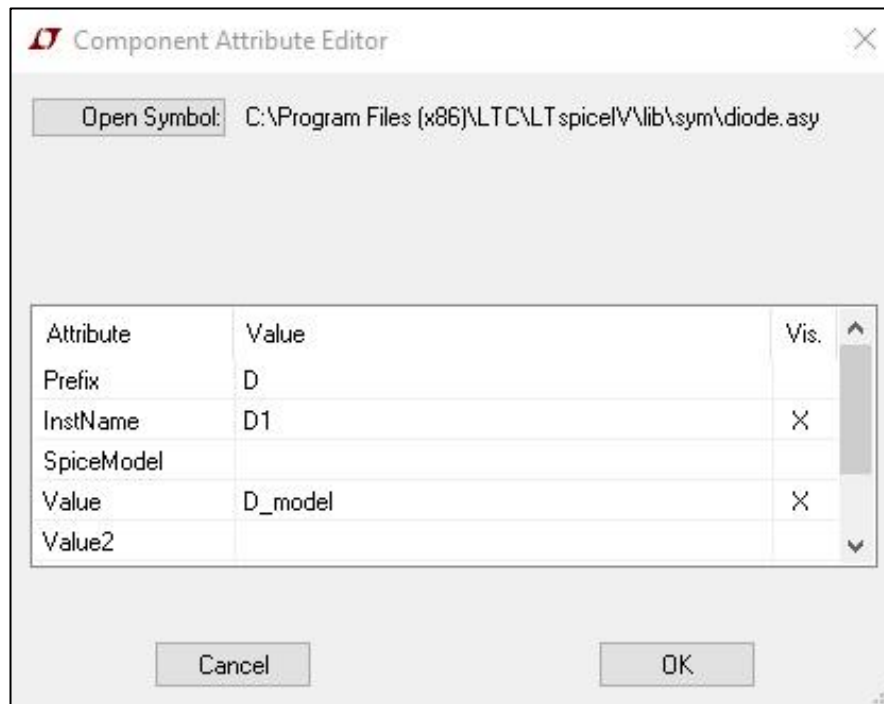 Component Attribute Editor
Open Symbol: C:\Program Files (x86)\LTC\LTspiceIV\lib\sym\diode.asy
Attribute Value Vis.
Prefix D
InstName D1 X
SpiceModel
Value D_model X
Value2
Cancel OK